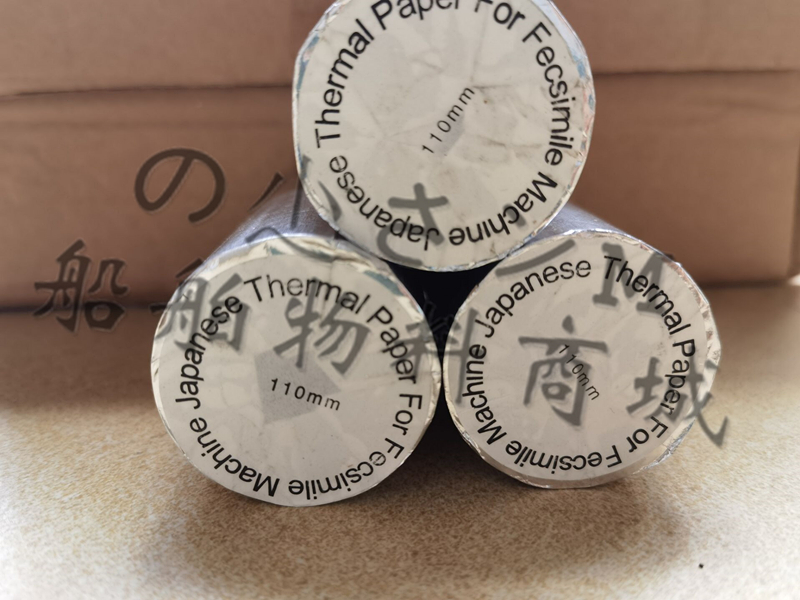 Japanese Thermal Paper For Fecsimile Machine
110mm
Japanese Thermal Paper For Fecsimile Machine
110mm
Japanese Thermal Paper For Fecsimile Machine
110mm
船舶物料商城